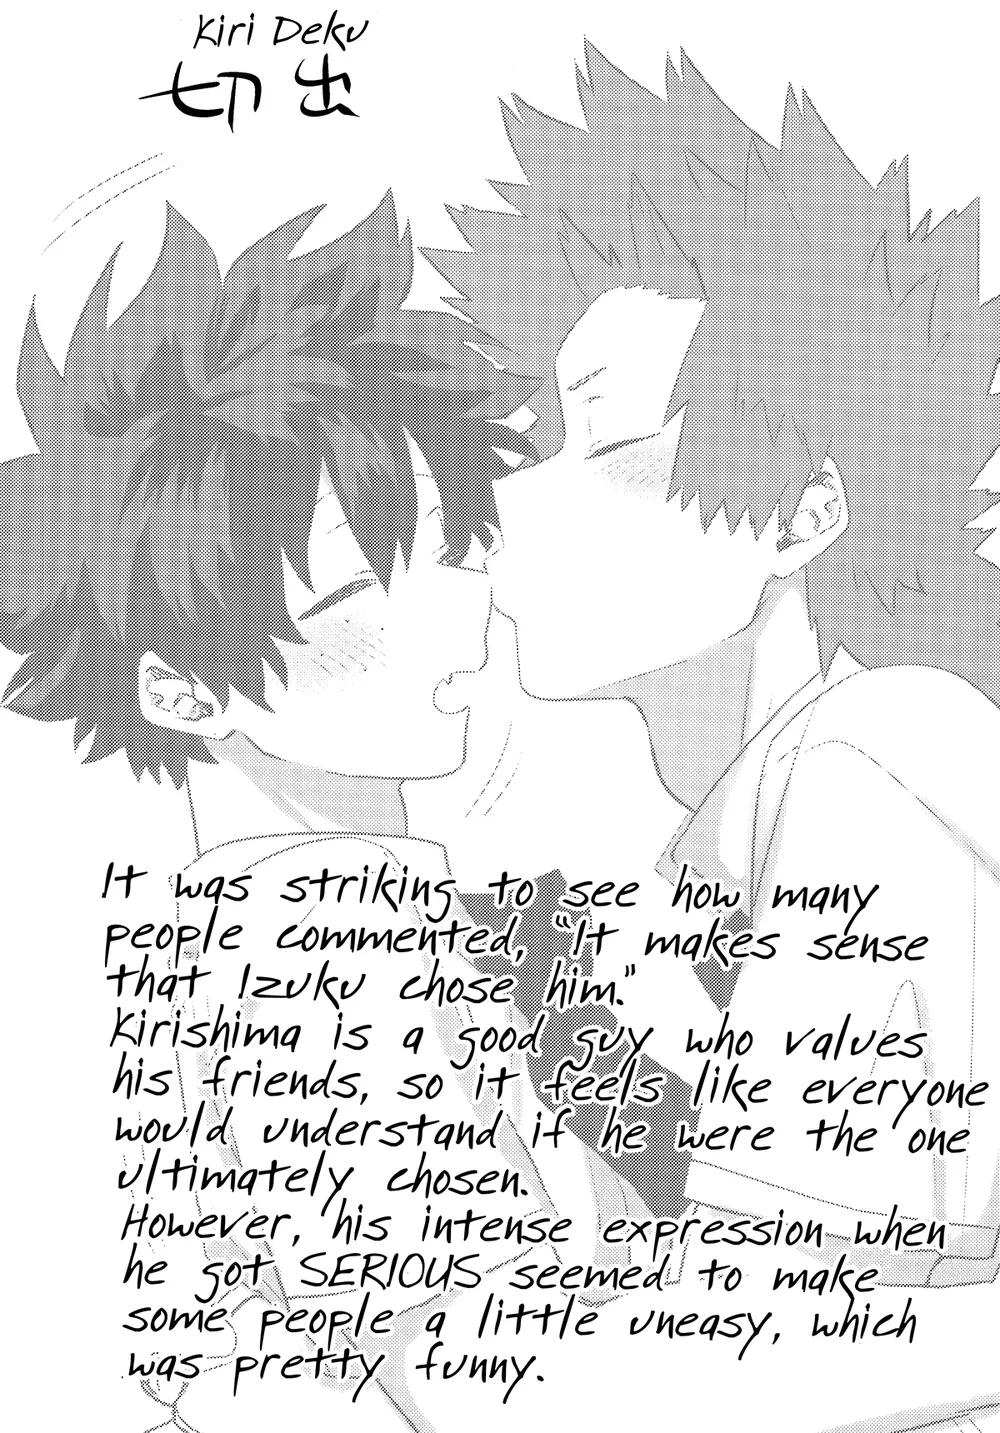 Kiri Deku
切出
It was striking to see how many
people commented, "It makes sense
that Izuku chose him."
Kirishima is a good guy who values
his friends, so it feels like everyone
would understand if he were the one
ultimately chosen.
However, his intense expression when
he got SERIOUS seemed to make
some people a little uneasy, which
was pretty funny.